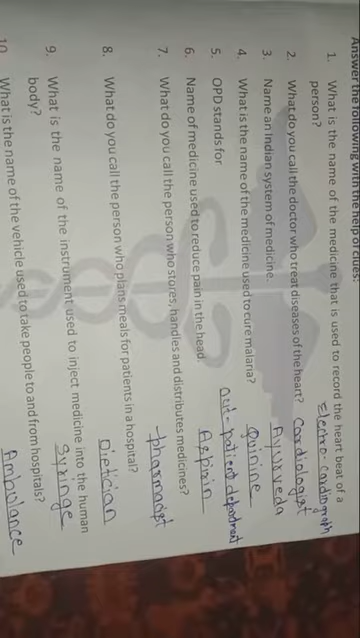 Answer the following with the help of clues:
1. What is the name of the medicine that is used to record the heart beat of a
person? Electro-cardiograph
2. What do you call the doctor who treat diseases of the heart? Cardiologist
3. Name an Indian system of medicine. Ayurveda
4. What is the name of the medicine used to cure malaria? quinine
5. OPD stands for out-patient department
6. Name of medicine used to reduce pain in the head. Aspirin
7. What do you call the person who stores, handles and distributes medicines?
pharmacist
8. What do you call the person who plans meals for patients in a hospital?
Dietician
9. What is the name of the instrument used to inject medicine into the human
body? Syringe
10 What is the name of the vehicle used to take people to and from hospitals?
Ambulance